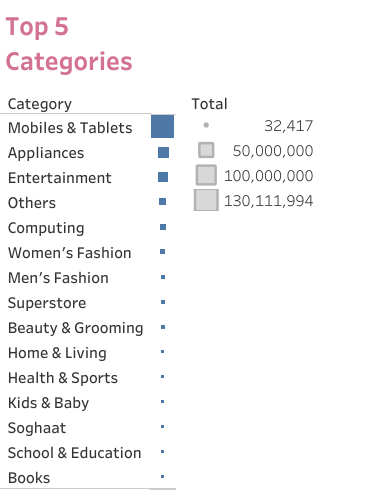 Top 5
Categories
Category
Mobiles & Tablets
Appliances
Entertainment
Others
Computing
Women's Fashion
Men's Fashion
Superstore
Beauty & Grooming
Home & Living
Health & Sports
Kids & Baby
Soghaat
School & Education
Books
Total
32,417
50,000,000
100,000,000
130,111,994